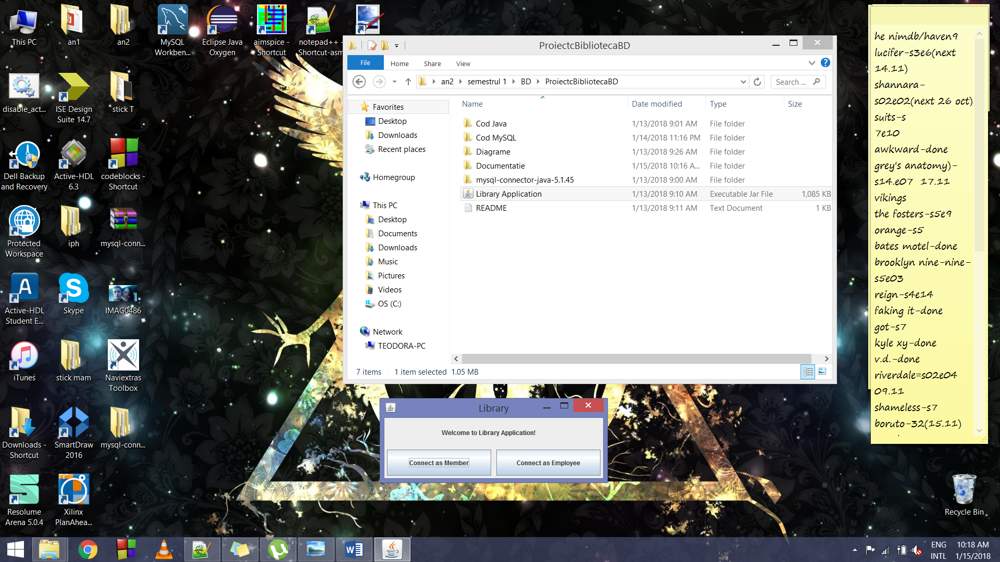 This PC
an1
an2
MySQL
Workben...
Eclipse Java
Oxygen
aimspice -
Shortcut
notepad++ -
Shortcut-asm
disable_act...
ISE Design
Suite 14.7
stick T
Dell Backup
and Recovery
Active-HDL
6.3
codeblocks -
Shortcut
Protected
Workspace
iph
mysql-conn...
Active-HDL
Student E...
Skype
IMAG0486
iTunes
stick mam
Naviextras
Toolbox
Downloads -
Shortcut
SmartDraw
2016
mysql-conn...
Resolume
Arena 5.0.4
Xilinx
PlanAhea...
ProiectcBibliotecaBD
File Home Share View
an2 semestrul 1 BD ProiectcBibliotecaBD
Search ...
Favorites
Desktop
Downloads
Recent places
Homegroup
This PC
Desktop
Documents
Downloads
Music
Pictures
Videos
OS (C:)
Network
TEODORA-PC
Name Date modified Type Size
Cod Java 1/13/2018 9:01 AM File folder
Cod MySQL 1/14/2018 11:16 PM File folder
Diagrame 1/13/2018 9:26 AM File folder
Documentatie 1/15/2018 10:16 A... File folder
mysql-connector-java-5.1.45 1/13/2018 9:00 AM File folder
Library Application 1/13/2018 9:10 AM Executable Jar File 1,085 KB
README 1/13/2018 9:11 AM Text Document 1 KB
7 items 1 item selected 1.05 MB
Library
Welcome to Library Application!
Connect as Member Connect as Employee
he nimdb/haven9
lucifer-s3e6(next
14.11)
shannara-
s02e02(next 26 oct)
suits-s
7e10
awkward-done
grey's anatomy)-
s14.e07 17.11
vikings
the fosters-s5e9
orange-s5
bates motel-done
brooklyn nine-nine-
s5e03
reign-s4e14
faking it-done
got-s7
kyle xy-done
v.d.-done
riverdale=s02e04
09.11
shameless-s7
boruto-32(15.11)
Recycle Bin
ENG
INTL
10:18 AM
1/15/2018